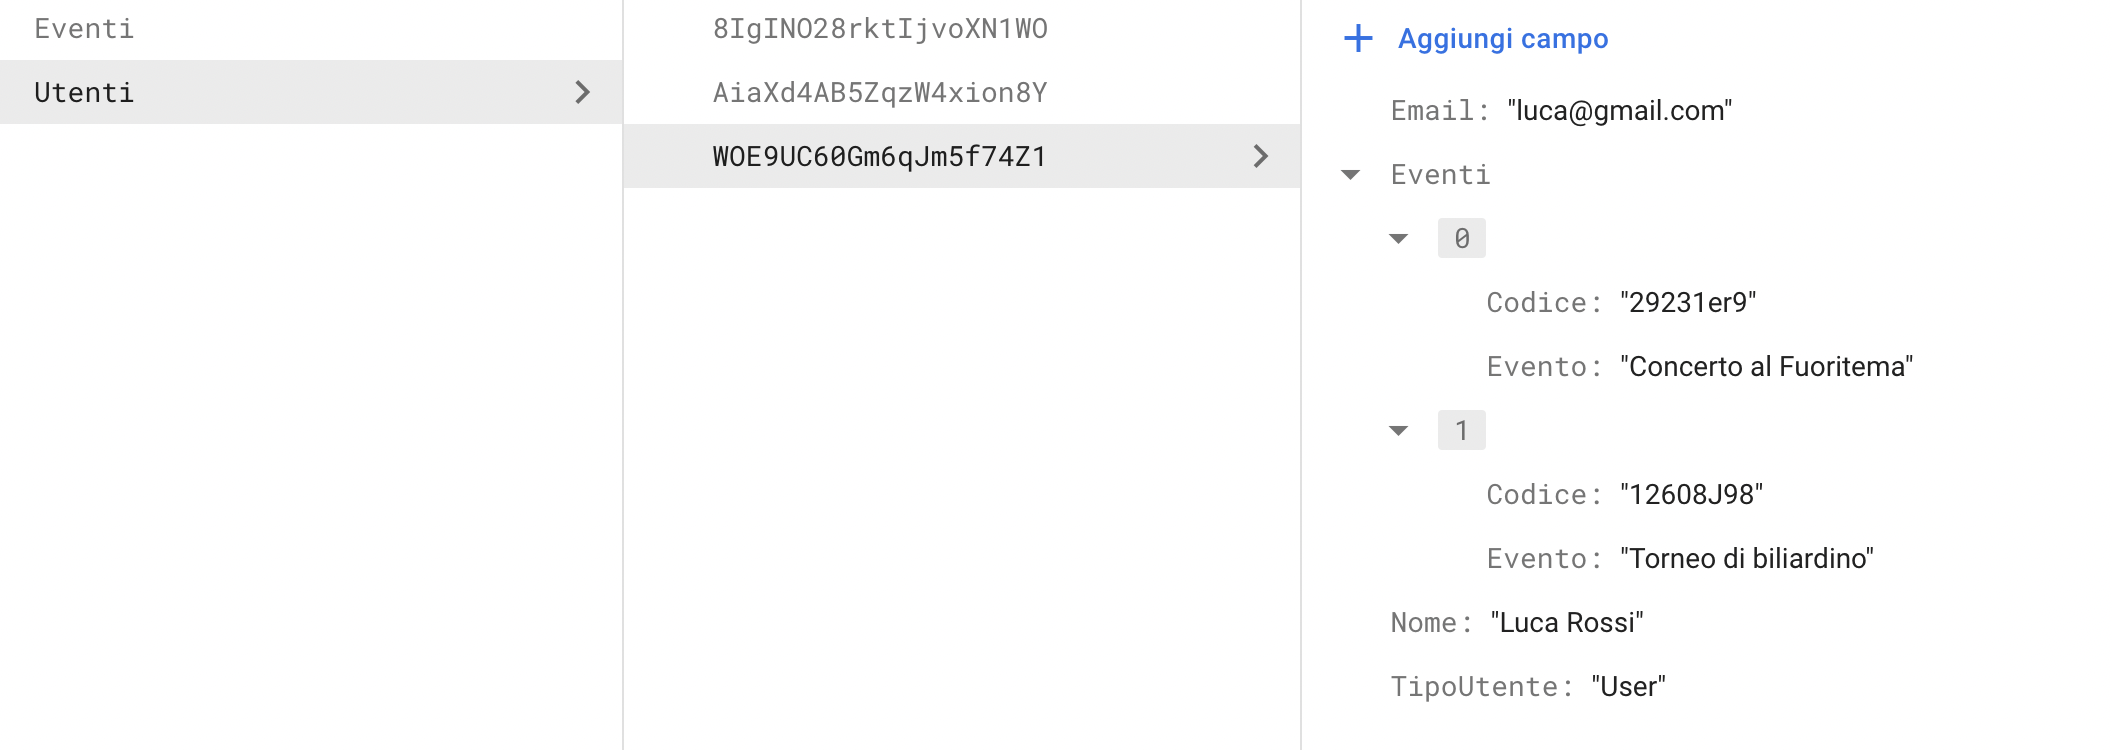 Eventi
Utenti
8IgINO28rktIjvoXN1WO
AiaXd4AB5ZqzW4xion8Y
WOE9UC60Gm6qJm5f74Z1
Aggiungi campo
Email: "luca@gmail.com"
Eventi
0
Codice: "29231er9"
Evento: "Concerto al Fuoritema"
1
Codice: "12608J98"
Evento: "Torneo di biliardino"
Nome: "Luca Rossi"
TipoUtente: "User"